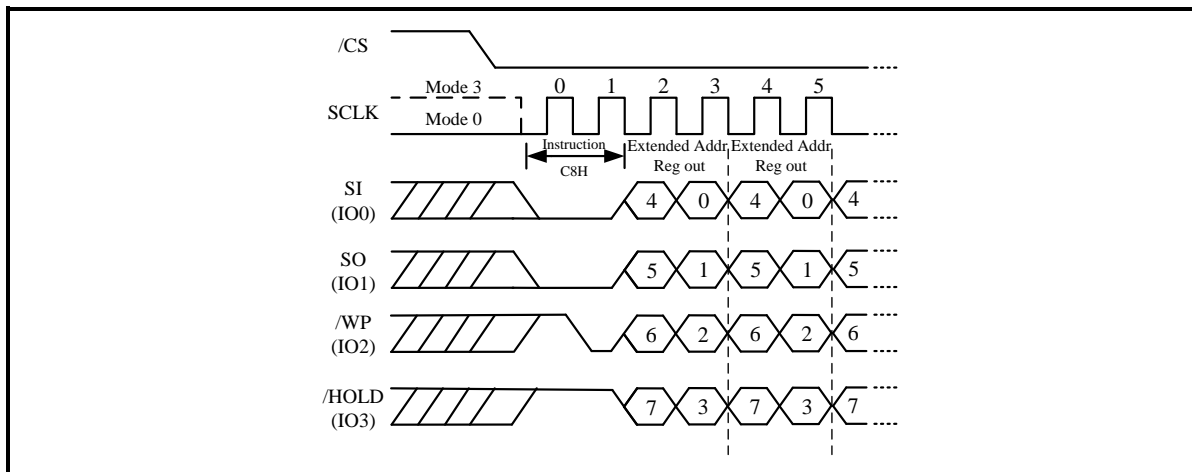 /CS
Mode 3
0 1 2 3 4 5
SCLK
Mode 0
Instruction Extended Addr Extended Addr
C8H Reg out Reg out
SI
(IO0)
4 0 4 0 4
SO
(IO1)
5 1 5 1 5
/WP
(IO2)
6 2 6 2 6
/HOLD
(IO3)
7 3 7 3 7